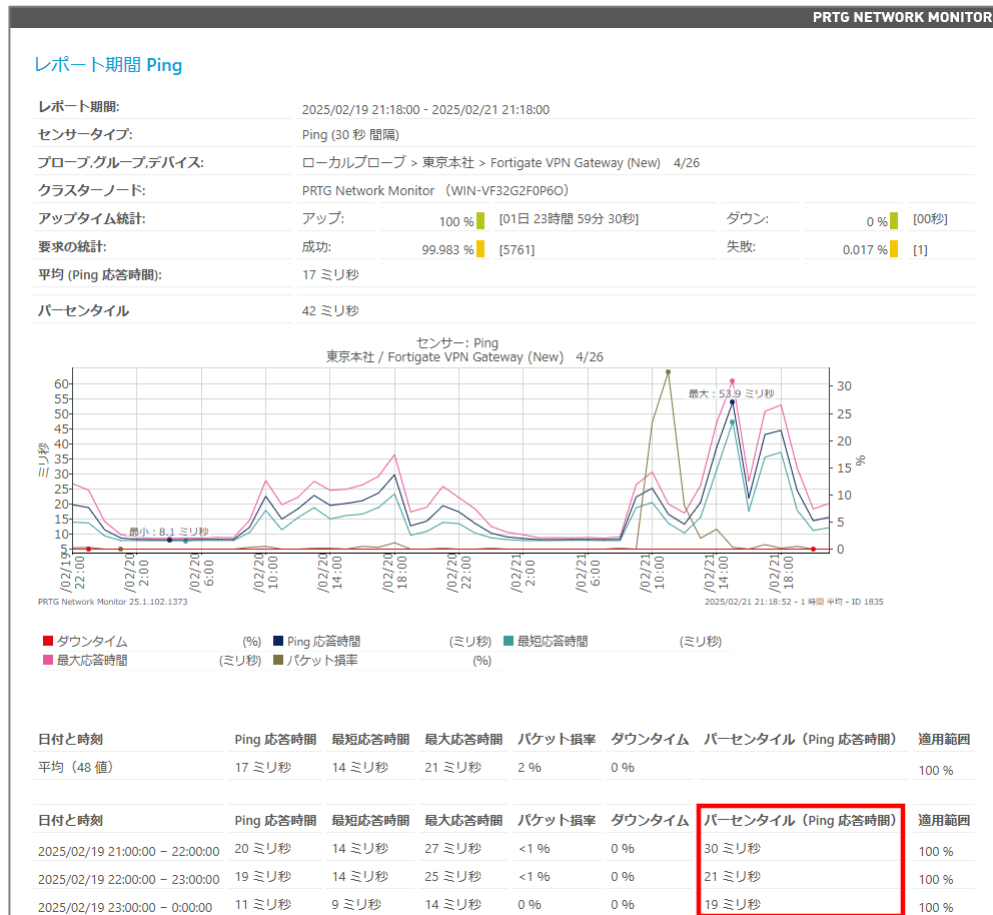 PRTG NETWORK MONITOR
レポート期間 Ping
レポート期間: 2025/02/19 21:18:00 - 2025/02/21 21:18:00
センサータイプ: Ping (30 秒 間隔)
プローブ,グループ,デバイス: ローカルプローブ > 東京本社 > Fortigate VPN Gateway (New) 4/26
クラスターノード: PRTG Network Monitor （WIN-VF32G2F0P6O）
アップタイム統計: アップ: 100 % [01日 23時間 59分 30秒] ダウン: 0 % [00秒]
要求の統計: 成功: 99.983 % [5761] 失敗: 0.017 % [1]
平均 (Ping 応答時間): 17 ミリ秒
パーセンタイル 42 ミリ秒
センサー: Ping
東京本社 / Fortigate VPN Gateway (New) 4/26
60
55
50
45
40
35
30
25
20
15
10
5
ミリ秒
30
25
20
15
10
5
0
%
最大 : 53.9 ミリ秒
最小 : 8.1 ミリ秒
/02/19 22:00
/02/20 2:00
/02/20 6:00
/02/20 10:00
/02/20 14:00
/02/20 18:00
/02/20 22:00
/02/21 2:00
/02/21 6:00
/02/21 10:00
/02/21 14:00
/02/21 18:00
PRTG Network Monitor 25.1.102.1373 2025/02/21 21:18:52 - 1 時間 平均 - ID 1835
ダウンタイム (%) Ping 応答時間 (ミリ秒) 最短応答時間 (ミリ秒)
最大応答時間 (ミリ秒) パケット損率 (%)
日付と時刻 Ping 応答時間 最短応答時間 最大応答時間 パケット損率 ダウンタイム パーセンタイル（Ping 応答時間） 適用範囲
平均（48 値） 17 ミリ秒 14 ミリ秒 21 ミリ秒 2 % 0 % 100 %
日付と時刻 Ping 応答時間 最短応答時間 最大応答時間 パケット損率 ダウンタイム パーセンタイル（Ping 応答時間） 適用範囲
2025/02/19 21:00:00 – 22:00:00 20 ミリ秒 14 ミリ秒 27 ミリ秒 <1 % 0 % 30 ミリ秒 100 %
2025/02/19 22:00:00 – 23:00:00 19 ミリ秒 14 ミリ秒 25 ミリ秒 <1 % 0 % 21 ミリ秒 100 %
2025/02/19 23:00:00 – 0:00:00 11 ミリ秒 9 ミリ秒 14 ミリ秒 0 % 0 % 19 ミリ秒 100 %